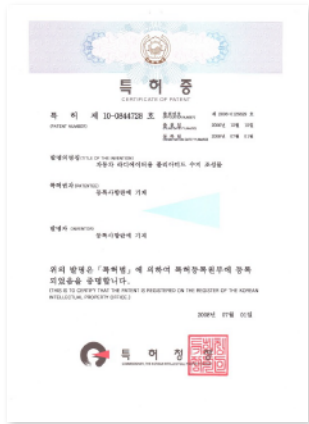 특허증
CERTIFICATE OF PATENT
특 허 제 10-0844728 호
(PATENT NUMBER)
발명의명칭(TITLE OF THE INVENTION)
자동차 라디에이터용 폴리아미드 수지 조성물
특허권자(PATENTEE)
등록사항란에 기재
발명자 (INVENTOR)
등록사항란에 기재
위의 발명은 「특허법」에 의하여 특허등록원부에 등록
되었음을 증명합니다.
(THIS IS TO CERTIFY THAT THE PATENT IS REGISTERED ON THE REGISTER OF THE KOREAN
INTELLECTUAL PROPERTY OFFICE.)
2008년 07월 01일
특 허 청 장